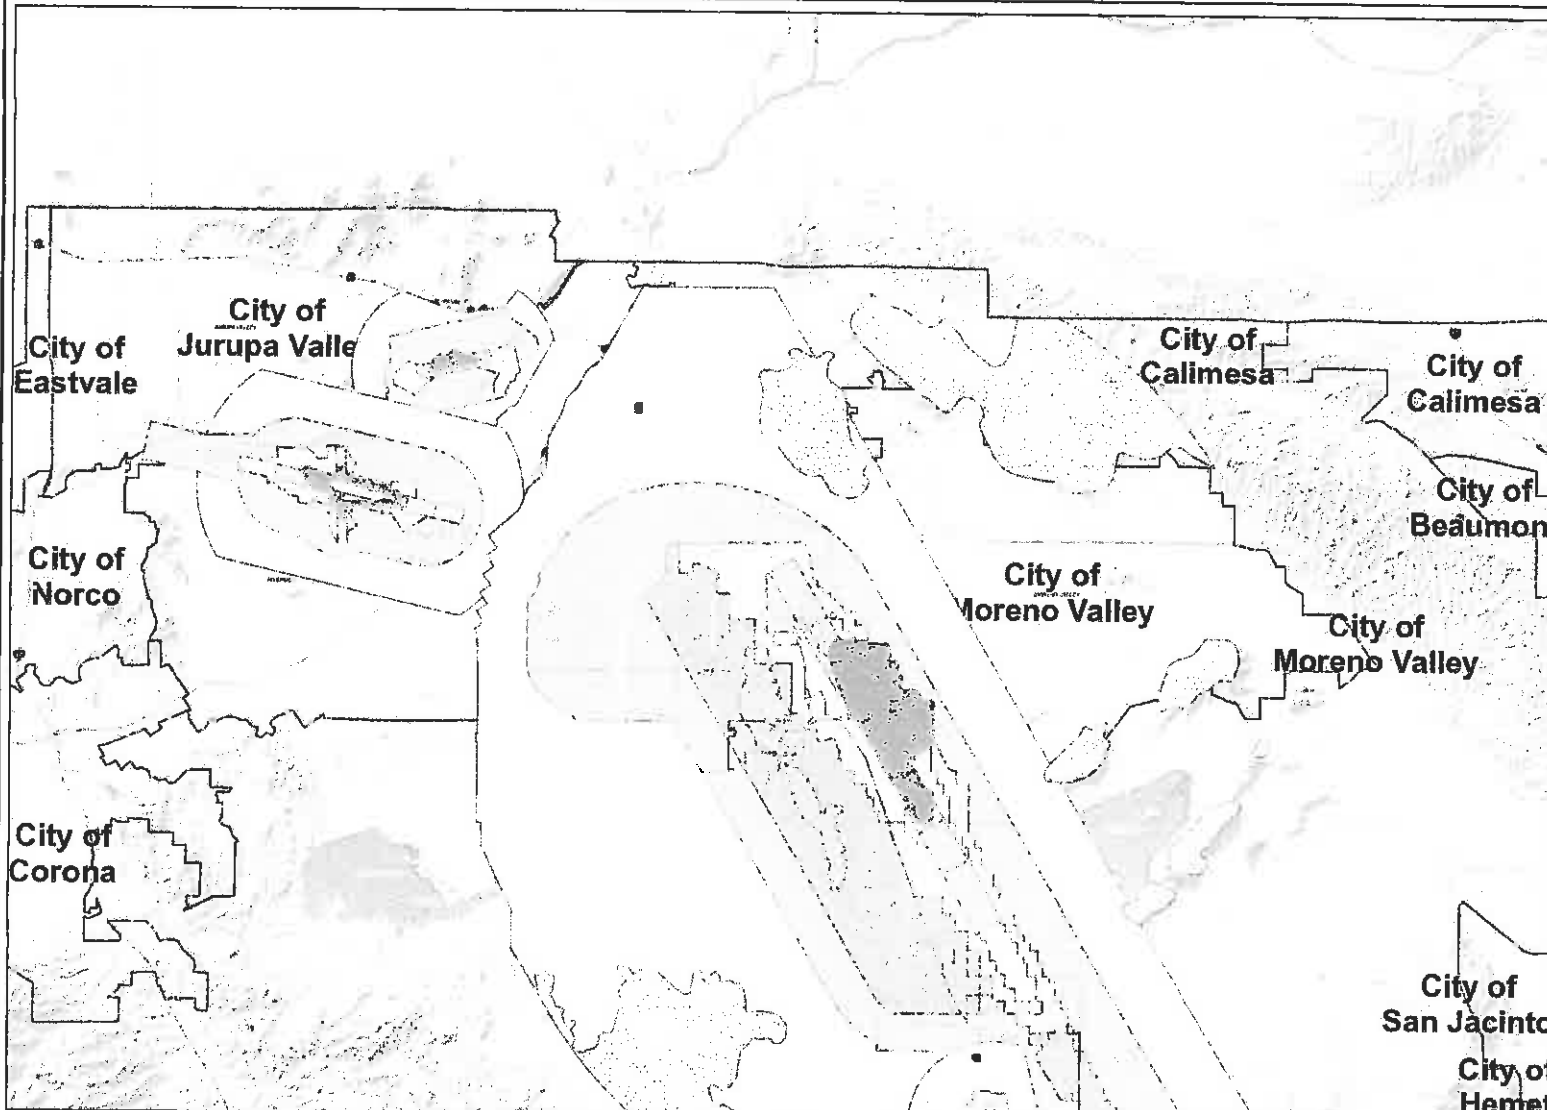 City of
Jurupa Valle
City of
Eastvale
City of
Calimesa
City of
Calimesa
City of
Beaumon
City of
Norco
City of
Moreno Valley
City of
Moreno Valley
City of
Corona
City of
San Jacinto
City of
Hemet